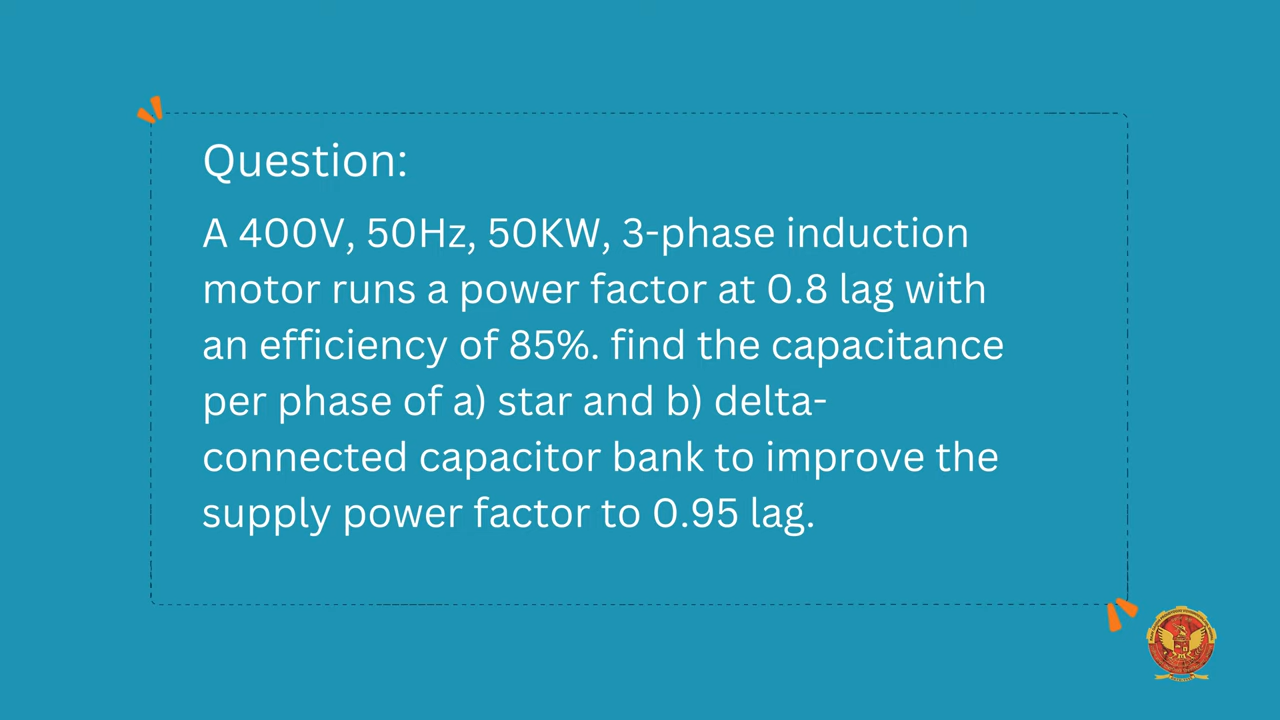 Question:
A 400V, 50Hz, 50KW, 3-phase induction
motor runs a power factor at 0.8 lag with
an efficiency of 85%. find the capacitance
per phase of a) star and b) delta-
connected capacitor bank to improve the
supply power factor to 0.95 lag.